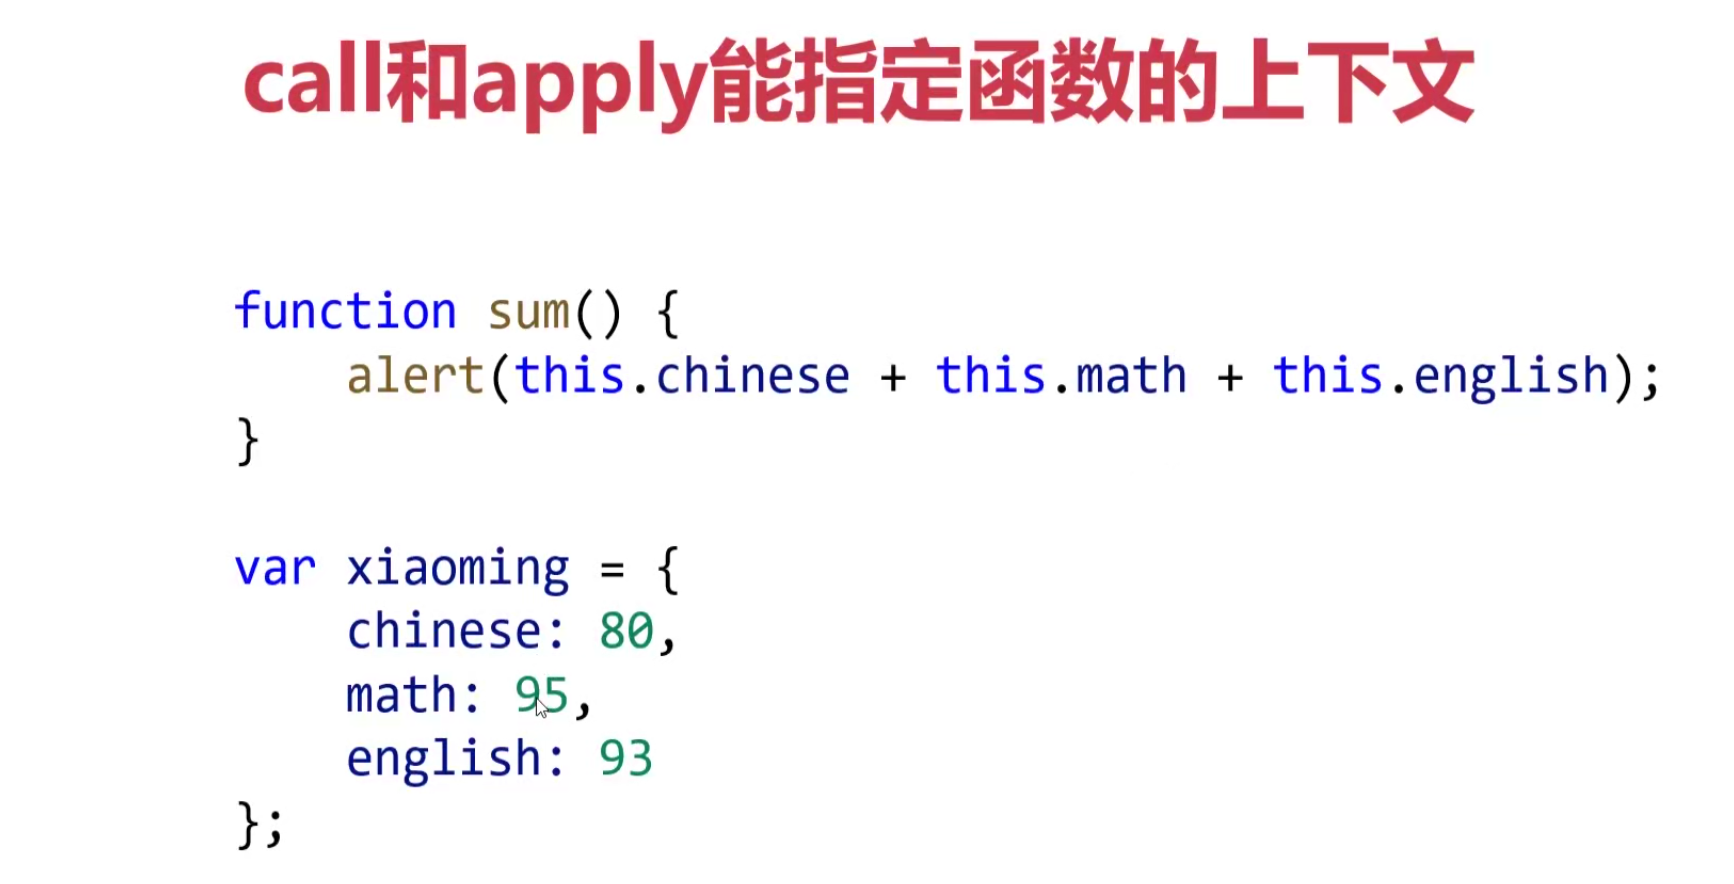 call和apply能指定函数的上下文
function sum() {
    alert(this.chinese + this.math + this.english);
}
var xiaoming = {
    chinese: 80,
    math: 95,
    english: 93
};